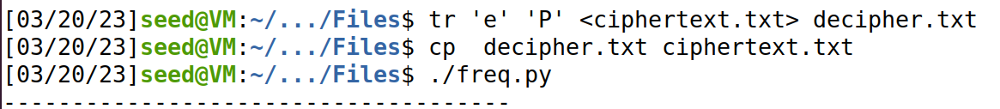 [03/20/23]seed@VM:~/.../Files$ tr 'e' 'P' <ciphertext.txt> decipher.txt
[03/20/23]seed@VM:~/.../Files$ cp  decipher.txt ciphertext.txt
[03/20/23]seed@VM:~/.../Files$ ./freq.py
-------------------------------------